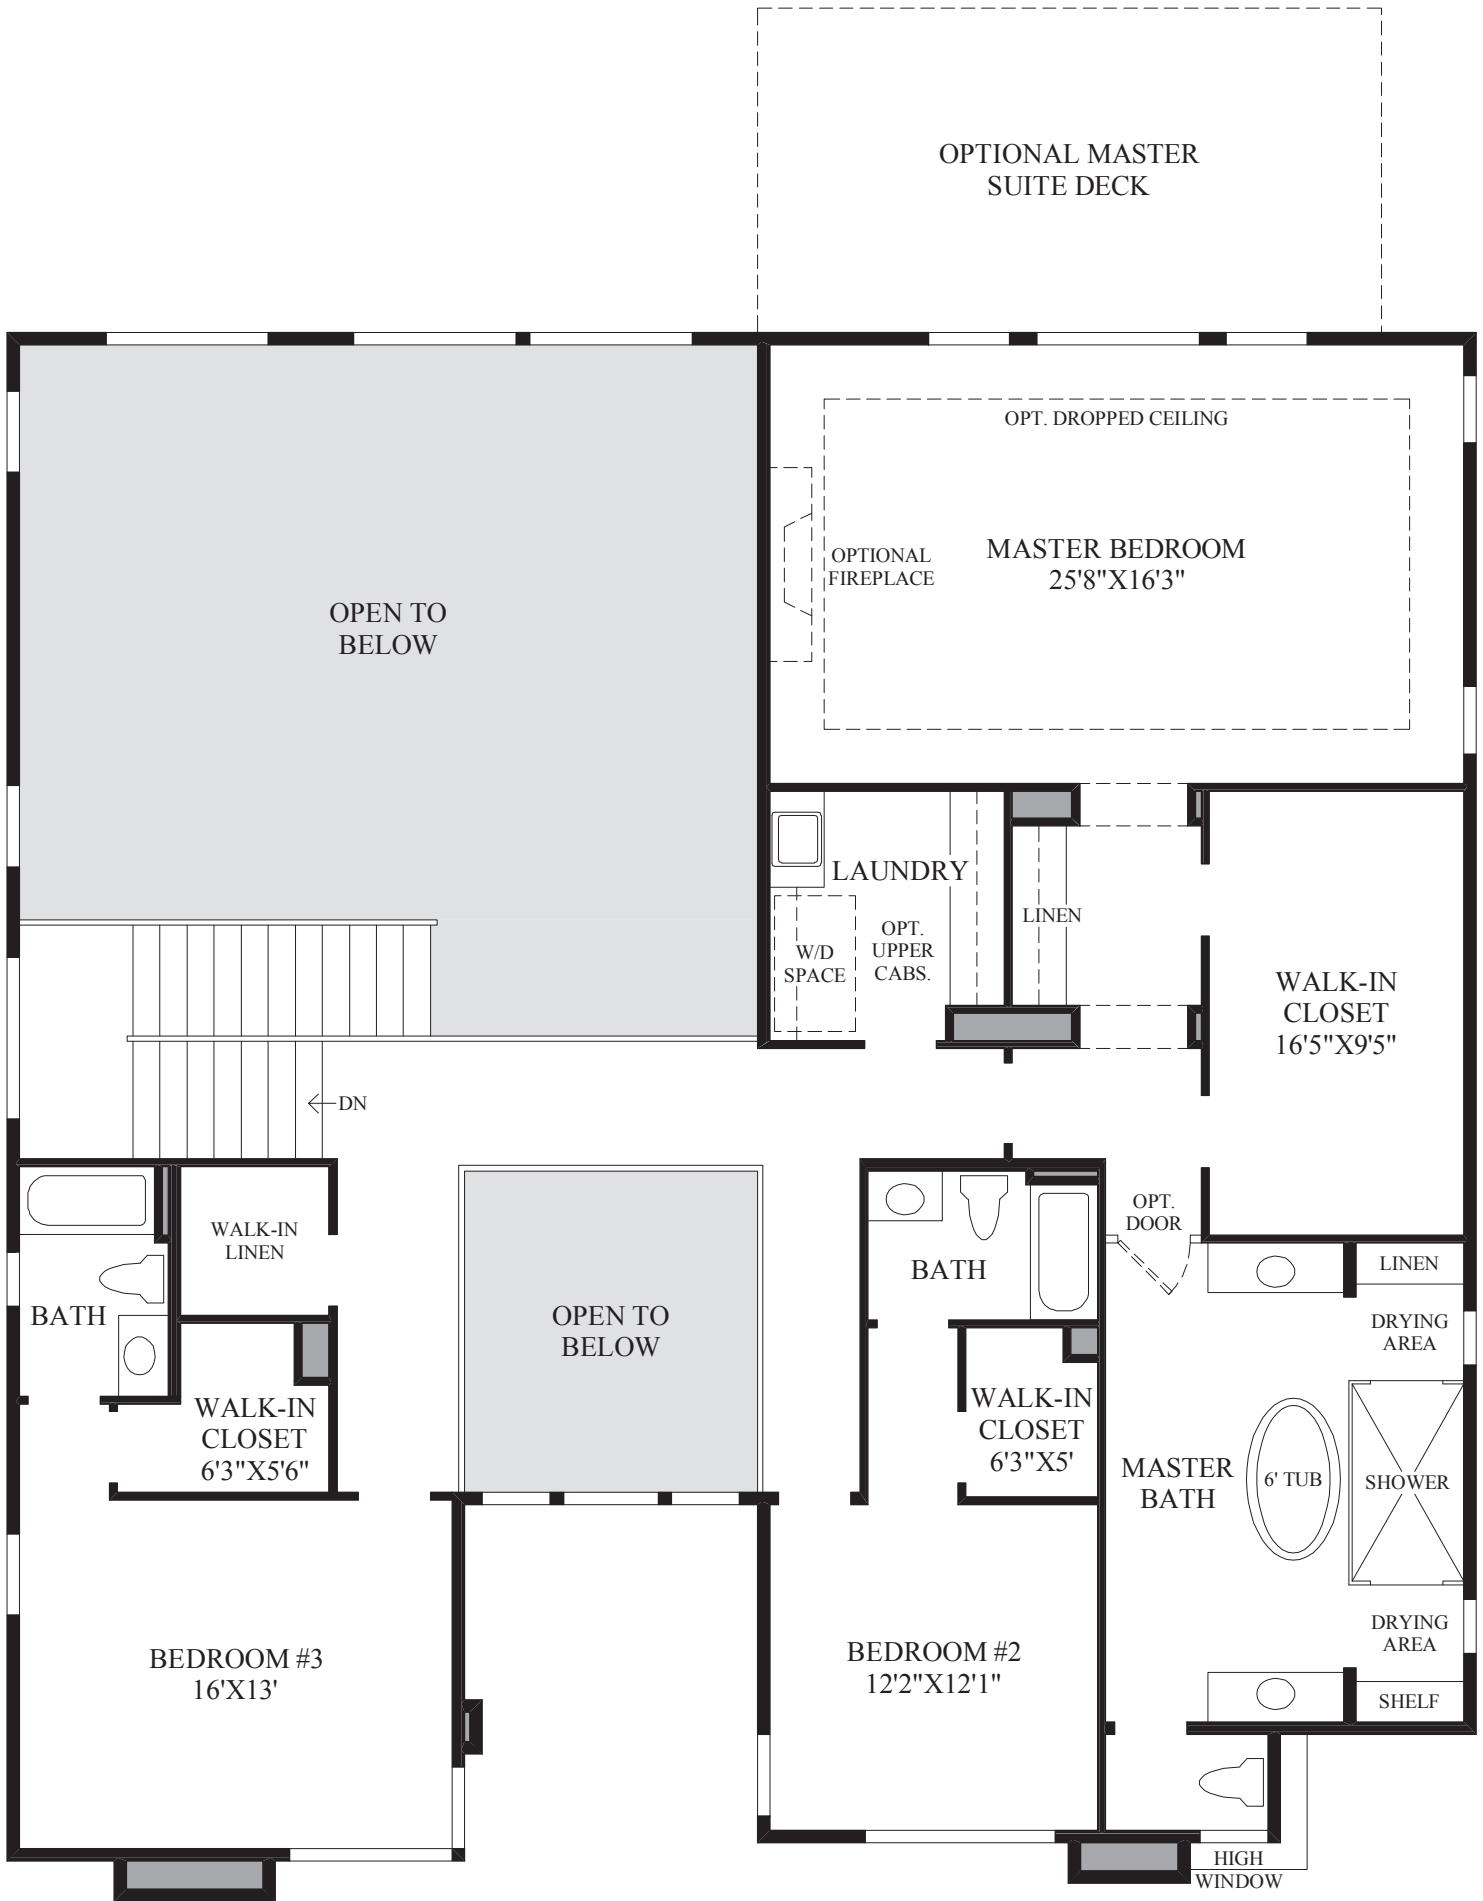 OPTIONAL MASTER
SUITE DECK
OPT. DROPPED CEILING
OPTIONAL
FIREPLACE
MASTER BEDROOM
25'8"X16'3"
OPEN TO
BELOW
LAUNDRY
LINEN
OPT.
UPPER
CABS.
W/D
SPACE
WALK-IN
CLOSET
16'5"X9'5"
DN
OPT.
DOOR
WALK-IN
LINEN
BATH
BATH
LINEN
OPEN TO
BELOW
DRYING
AREA
WALK-IN
CLOSET
6'3"X5'6"
WALK-IN
CLOSET
6'3"X5'
MASTER
BATH
6' TUB
SHOWER
DRYING
AREA
BEDROOM #3
16'X13'
BEDROOM #2
12'2"X12'1"
SHELF
HIGH
WINDOW